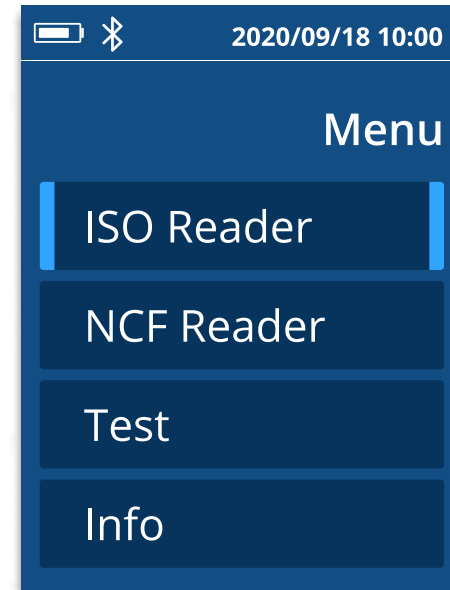 2020/09/18 10:00
Menu
ISO Reader
NCF Reader
Test
Info